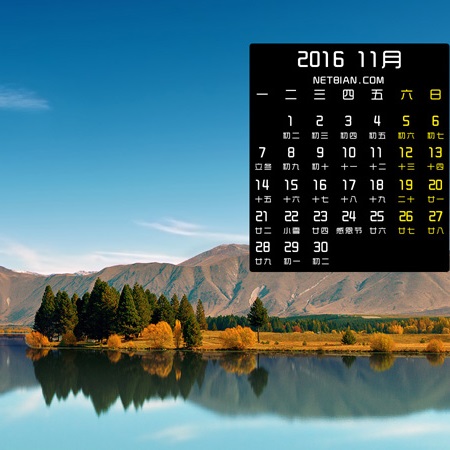 2016 11月
NETBIAN.COM
一 二 三 四 五 六 日
1 2 3 4 5 6
初二 初三 初四 初五 初六 初七
7 8 9 10 11 12 13
立冬 初九 初十 十一 十二 十三 十四
14 15 16 17 18 19 20
十五 十六 十七 十八 十九 二十 廿一
21 22 23 24 25 26 27
廿二 小雪 廿四 感恩节 廿六 廿七 廿八
28 29 30
廿九 初一 初二